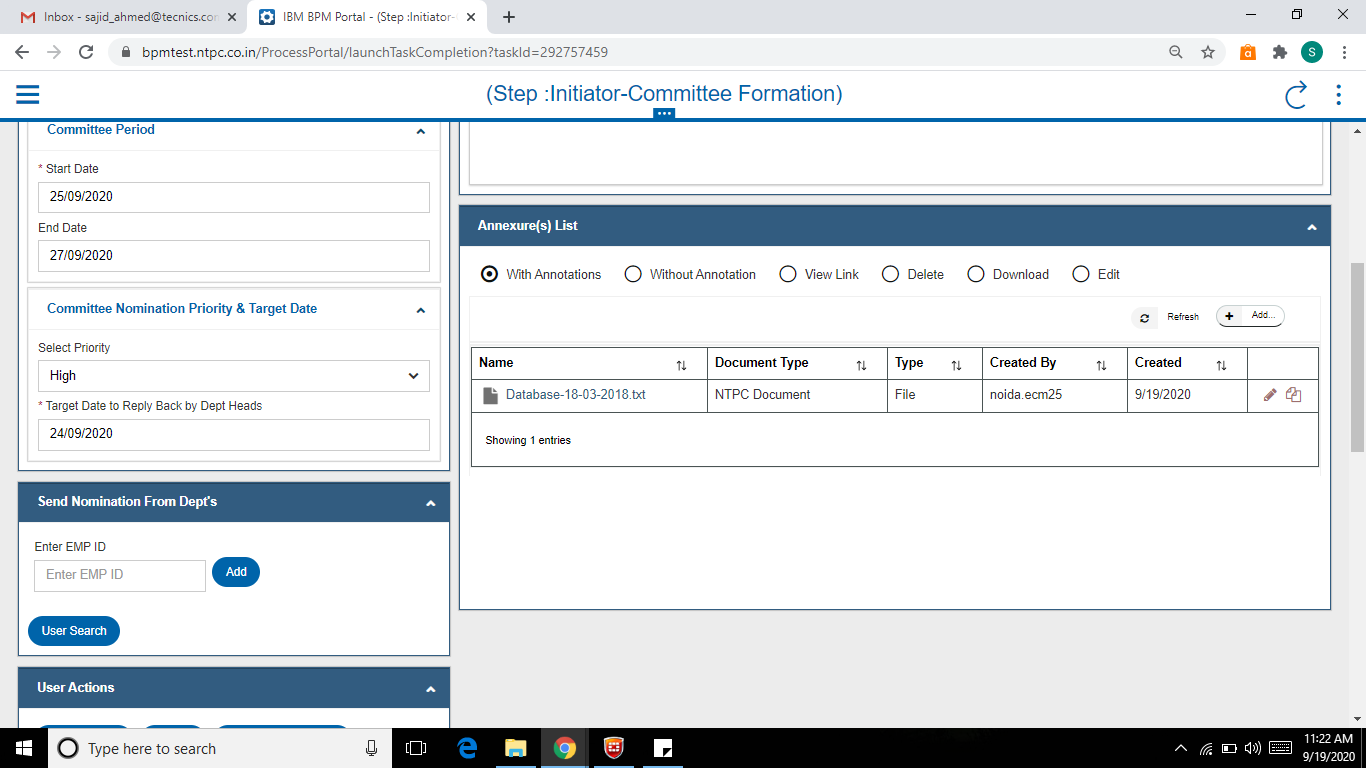 Inbox - sajid_ahmed@tecnics.con
IBM BPM Portal - (Step :Initiator-
bpmtest.ntpc.co.in/ProcessPortal/launchTaskCompletion?taskId=292757459
S
(Step :Initiator-Committee Formation)
Committee Period
* Start Date
25/09/2020
End Date
27/09/2020
Committee Nomination Priority & Target Date
Select Priority
High
* Target Date to Reply Back by Dept Heads
24/09/2020
Send Nomination From Dept's
Enter EMP ID
Enter EMP ID Add
User Search
User Actions
Annexure(s) List
With Annotations Without Annotation View Link Delete Download Edit
Refresh + Add...
Name Document Type Type Created By Created
Database-18-03-2018.txt NTPC Document File noida.ecm25 9/19/2020
Showing 1 entries
Type here to search
11:22 AM
9/19/2020